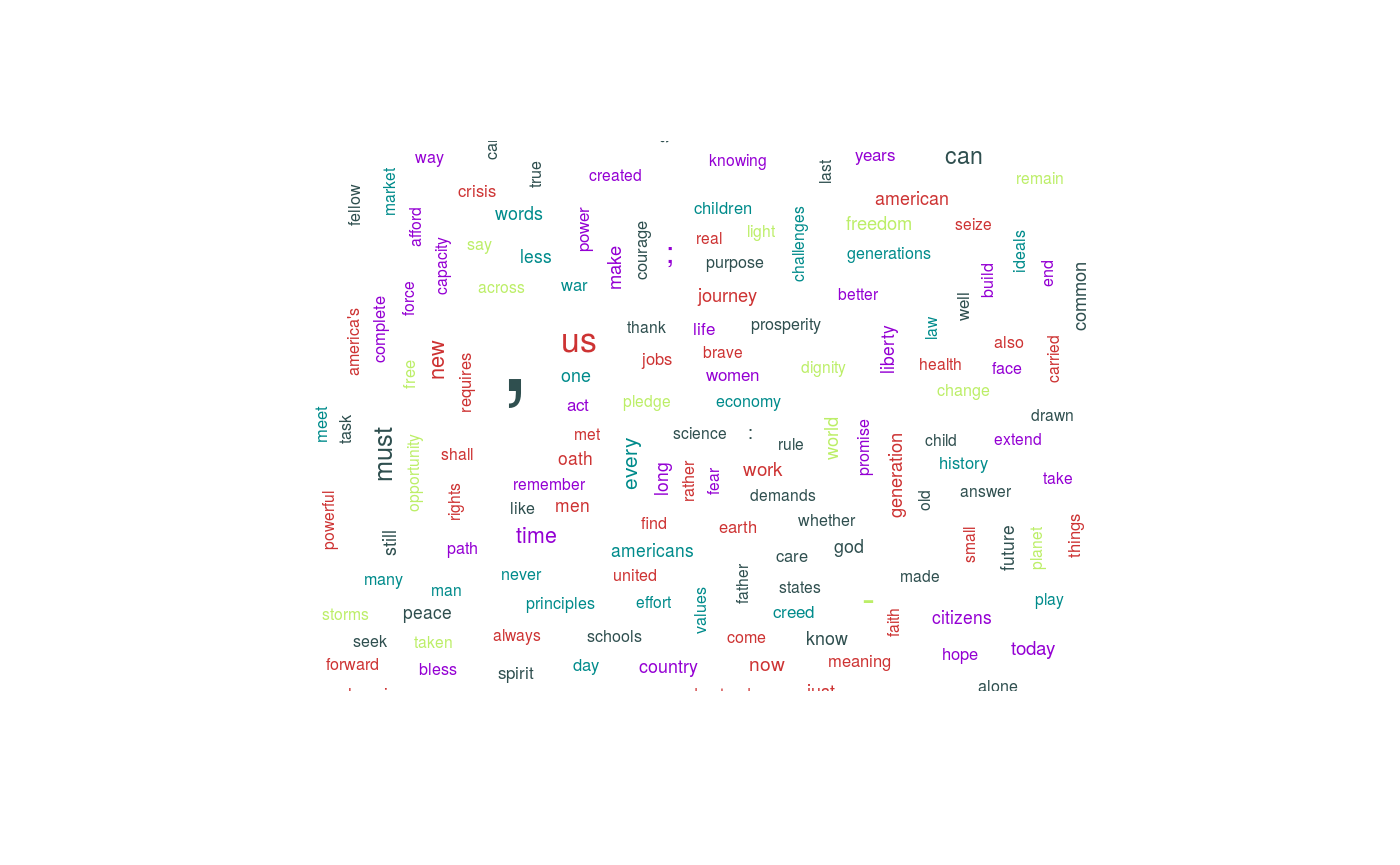 way
knowing
years
can
true
last
created
remain
market
crisis
fellow
american
words
children
freedom
seize
afford
power
real
light
challenges
say
courage
ideals
capacity
less
make
;
purpose
generations
build
end
common
across
war
journey
better
force
well
complete
america's
thank
life
prosperity
law
us
liberty
also
new
free
requires
jobs
brave
health
carried
one
women
dignity
face
,
act
pledge
economy
change
meet
task
drawn
must
met
science
:
rule
world
promise
child
extend
opportunity
shall
oath
every
long
rather
fear
work
generation
history
remember
demands
old
answer
take
powerful
rights
like
men
time
find
earth
whether
still
path
americans
care
god
small
future
planet
things
many
man
never
united
father
states
made
storms
peace
principles
effort
values
creed
-
faith
citizens
play
seek
taken
always
schools
come
know
hope
today
forward
bless
spirit
day
country
now
meaning
alone